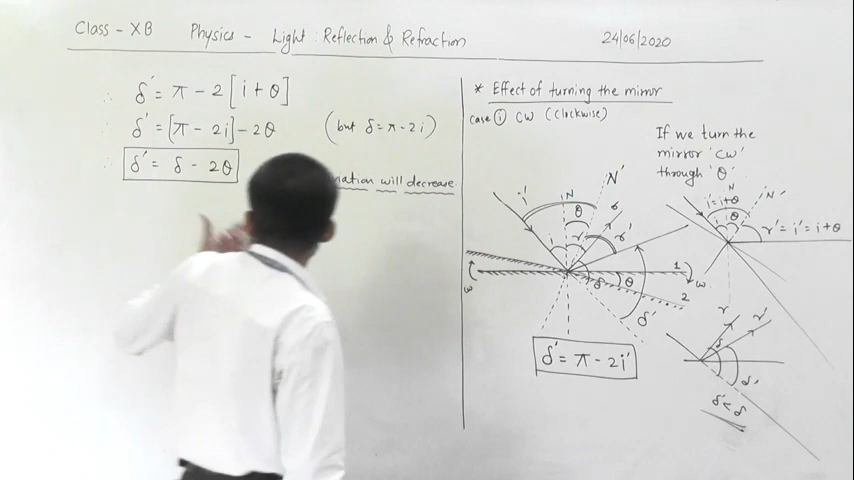 Class - XB Physics - Light : Reflection & Refraction 24/06/2020
∴ δ' = π - 2 [i + θ]
∴ δ' = [π - 2i] - 2θ (but δ = π - 2i)
∴ δ' = δ - 2θ
will decrease
* Effect of turning the mirror
case ① CW (clockwise)
If we turn the
mirror 'CW'
through 'θ'
i' N N' θ r r' i
1 2 ω ω δ θ δ'
δ' = π - 2i'
N N' i' = i+θ θ
r' = i' = i+θ
r r' δ δ'
δ' < δ